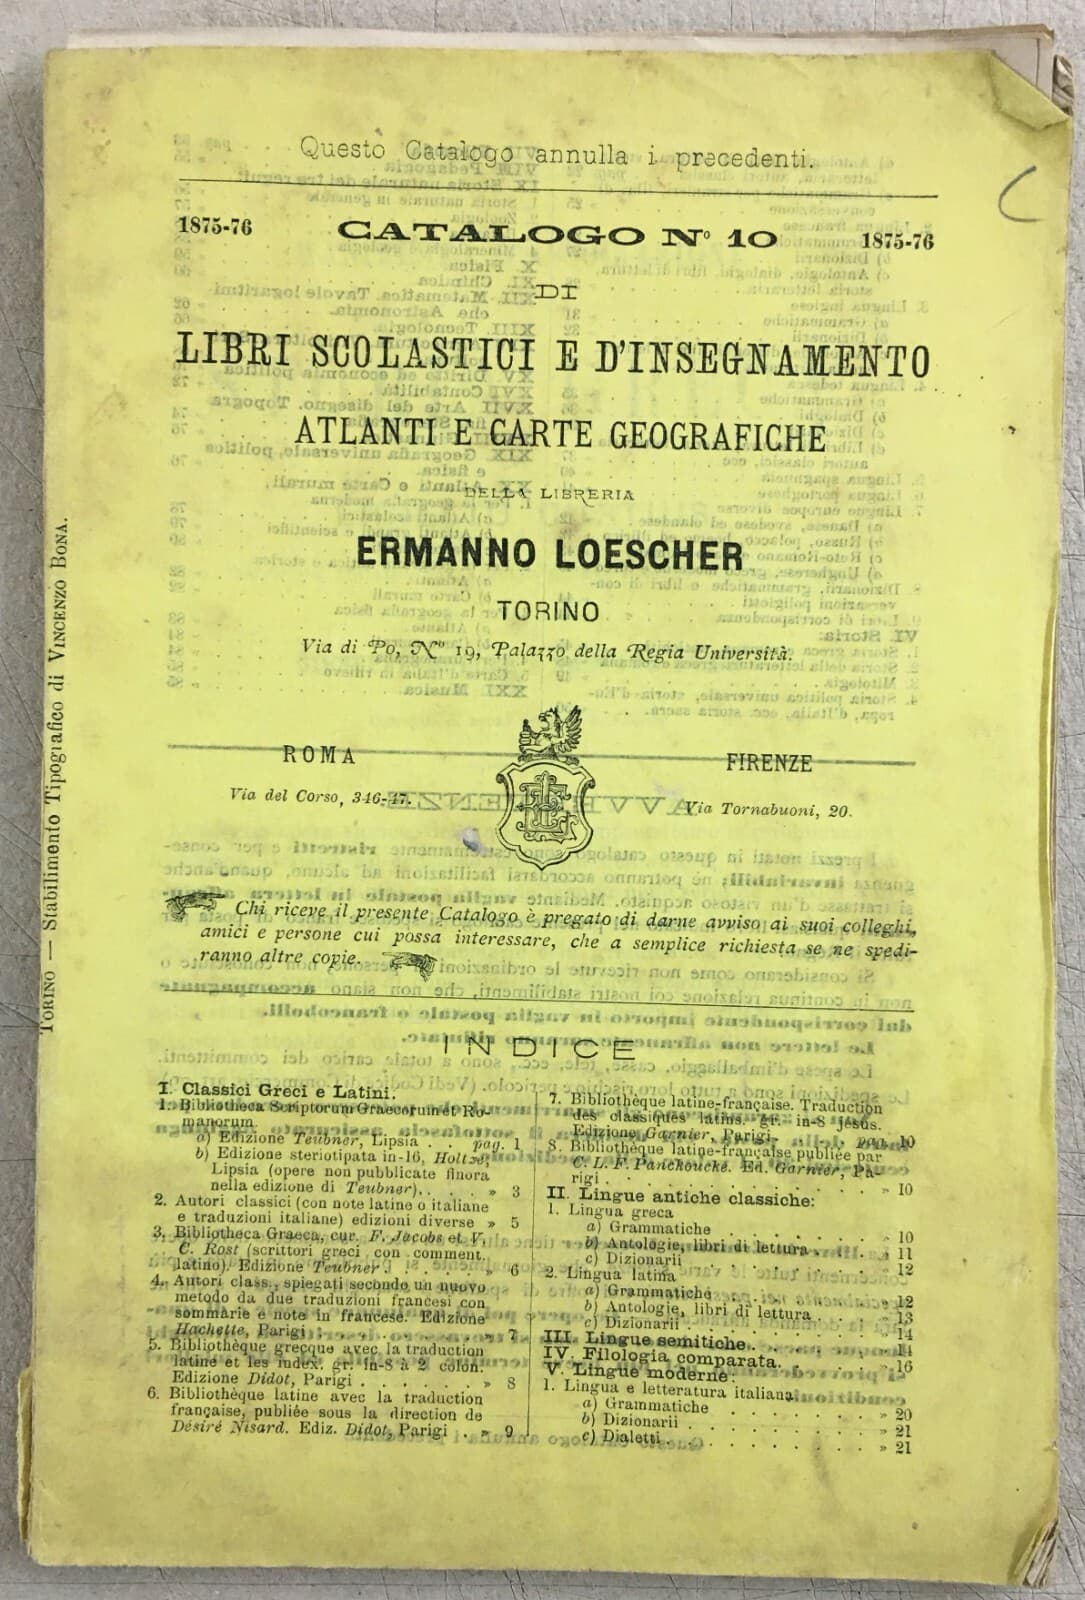 Questo Catalogo annulla i precedenti.
1875-76 CATALOGO Nº 10 1875-76
DI
LIBRI SCOLASTICI E D'INSEGNAMENTO
ATLANTI E CARTE GEOGRAFICHE
DELLA LIBRERIA
ERMANNO LOESCHER
TORINO
Via di Po, Nº 19, Palazzo della Regia Università.
ROMA
Via del Corso, 346-47.
FIRENZE
Via Tornabuoni, 20.
Chi riceve il presente Catalogo è pregato di darne avviso ai suoi colleghi,
amici e persone cui possa interessare, che a semplice richiesta se ne spedi-
ranno altre copie.
INDICE
I. Classici Greci e Latini.
1. Bibliotheca Scriptorum Graecorum et Ro-
manorum.
a) Edizione Teubner, Lipsia . . pag. 1
b) Edizione steriotipata in-16, Holtze,
Lipsia (opere non pubblicate finora
nella edizione di Teubner). . . . » 3
2. Autori classici (con note latine o italiane
e traduzioni italiane) edizioni diverse » 5
3. Bibliotheca Graeca, cur. F. Jacobs et V.
C. Rost (scrittori greci con comment.
latino). Edizione Teubner . . . . . » 6
4. Autori class., spiegati secondo un nuovo
metodo da due traduzioni francesi con
sommarie e note in francese. Edizione
Hachette, Parigi . . . . . . . . » 7
5. Bibliothèque grecque avec la traduction
latine et les index. gr. in-8 à 2 colon.
Edizione Didot, Parigi . . . . . . » 8
6. Bibliothèque latine avec la traduction
française, publiée sous la direction de
Désiré Nisard. Ediz. Didot, Parigi . » 9
7. Bibliothèque latine-française. Traduction
des classiques latins. gr. in-8 jésus.
Edizione Garnier, Parigi . . . . pag. 10
8. Bibliothèque latine-française publiée par
C. L. F. Panckoucke. Ed. Garnier, Pa-
rigi . . . . . . . . . . . . . » 10
II. Lingue antiche classiche:
1. Lingua greca
a) Grammatiche . . . . . . . . » 10
b) Antologie, libri di lettura . . . . » 11
c) Dizionarii . . . . . . . . . » 12
2. Lingua latina
a) Grammatiche . . . . . . . . » 12
b) Antologie, libri di lettura . . . . » 13
c) Dizionarii . . . . . . . . . » 14
III. Lingue semitiche . . . . . . . » 14
IV. Filologia comparata. . . . . . » 16
V. Lingue moderne:
1. Lingua e letteratura italiana
a) Grammatiche . . . . . . . . » 20
b) Dizionarii . . . . . . . . . » 21
c) Dialetti . . . . . . . . . . » 21
TORINO — Stabilimento Tipografico di VINCENZO BONA.